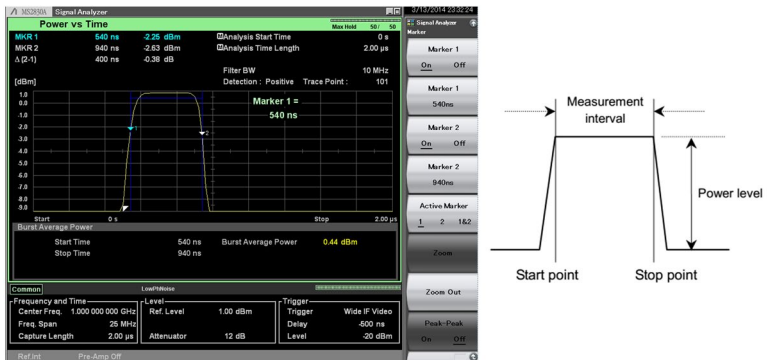 MS2830A Signal Analyzer
3/13/2014 23:32:24
Power vs Time
Max Hold 50 / 50
MKR 1 540 ns -2.25 dBm
MKR 2 940 ns -2.63 dBm
Δ (2-1) 400 ns -0.38 dB
Analysis Start Time 0 s
Analysis Time Length 2.00 µs
Filter BW 10 MHz
Detection : Positive Trace Point : 101
[dBm]
Marker 1 =
540 ns
1.0
0.0
-1.0
-2.0
-3.0
-4.0
-5.0
-6.0
-7.0
-8.0
-9.0
1
2
Start 0 s Stop 2.00 µs
Burst Average Power
Start Time 540 ns Burst Average Power 0.44 dBm
Stop Time 940 ns
Common LowPhNoise
Frequency and Time
Center Freq. 1.000 000 000 GHz
Freq. Span 25 MHz
Capture Length 2.00 µs
Level
Ref. Level 1.00 dBm
Attenuator 12 dB
Trigger
Trigger Wide IF Video
Delay -500 ns
Level -20 dBm
Ref.Int Pre-Amp Off
Signal Analyzer
Marker
Marker 1
On Off
Marker 1
540ns
Marker 2
On Off
Marker 2
940ns
Active Marker
1 2 1&2
Zoom
Zoom Out
Peak-Peak
On Off
Measurement
interval
Power level
Start point
Stop point